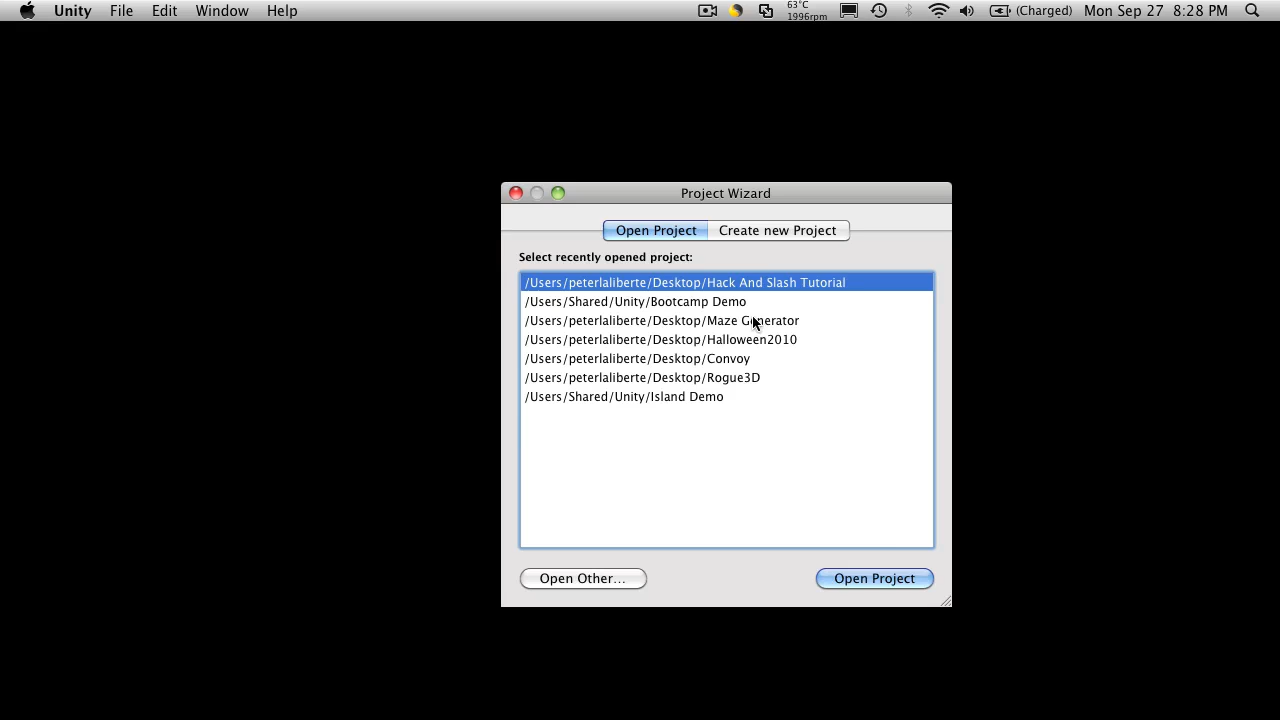 Unity File Edit Window Help 63°C 1996rpm (Charged) Mon Sep 27 8:28 PM
Project Wizard
Open Project Create new Project
Select recently opened project:
/Users/peterlaliberte/Desktop/Hack And Slash Tutorial
/Users/Shared/Unity/Bootcamp Demo
/Users/peterlaliberte/Desktop/Maze Generator
/Users/peterlaliberte/Desktop/Halloween2010
/Users/peterlaliberte/Desktop/Convoy
/Users/peterlaliberte/Desktop/Rogue3D
/Users/Shared/Unity/Island Demo
Open Other... Open Project